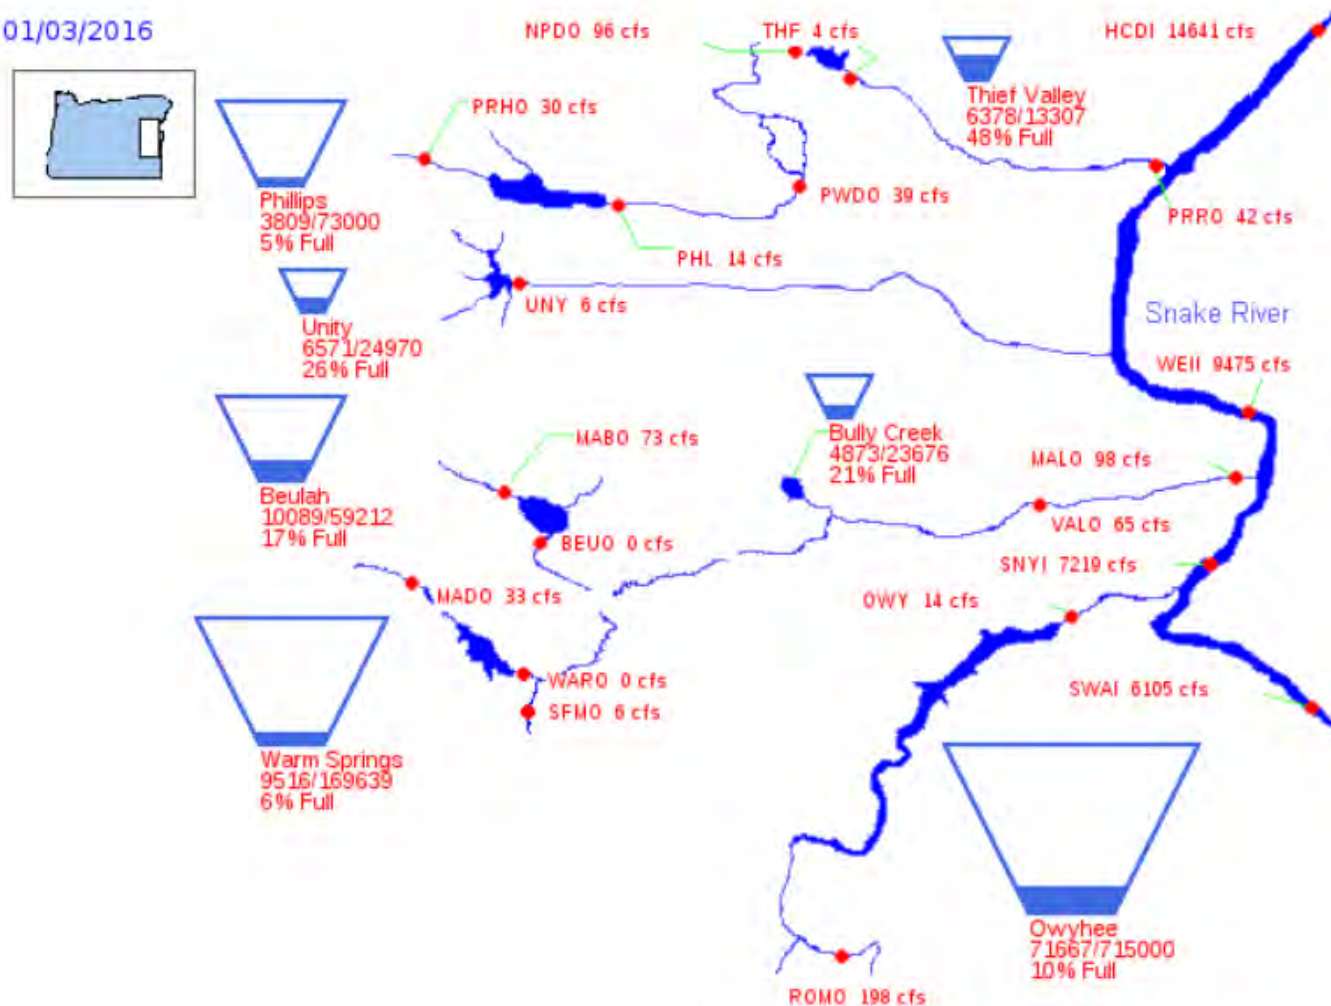 01/03/2016
NPDO 96 cfs
THF 4 cfs
HCDI 14641 cfs
Thief Valley
6378/13307
48% Full
PRHO 30 cfs
Phillips
3809/73000
5% Full
PWDO 39 cfs
PRRO 42 cfs
PHL 14 cfs
UNY 6 cfs
Unity
6571/24970
26% Full
Snake River
WEII 9475 cfs
MABO 73 cfs
Bully Creek
4873/23676
21% Full
MALO 98 cfs
Beulah
10089/59212
17% Full
VALO 65 cfs
BEUO 0 cfs
SNYI 7219 cfs
MADO 33 cfs
OWY 14 cfs
WARO 0 cfs
SWAI 6105 cfs
SFMO 6 cfs
Warm Springs
9516/169639
6% Full
Owyhee
71667/715000
10% Full
ROMO 198 cfs